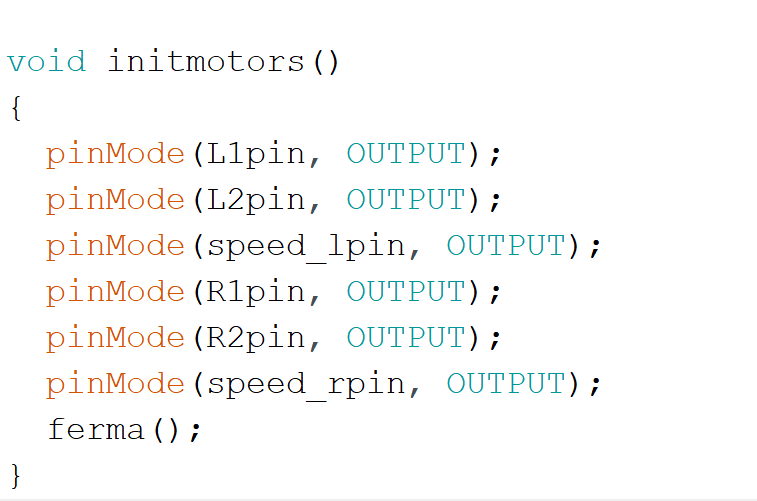 void initmotors()
{
  pinMode(L1pin, OUTPUT);
  pinMode(L2pin, OUTPUT);
  pinMode(speed_lpin, OUTPUT);
  pinMode(R1pin, OUTPUT);
  pinMode(R2pin, OUTPUT);
  pinMode(speed_rpin, OUTPUT);
  ferma();
}